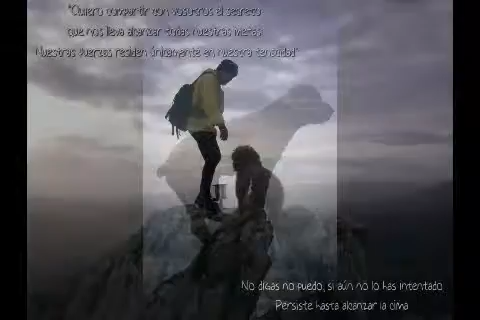 "Quiero compartir con vosotros el secreto
que nos lleva alcanzar todas nuestras metas:
Nuestras fuerzas residen únicamente en nuestra tenacidad"
No digas no puedo, si aún no lo has intentado.
Persiste hasta alcanzar la cima